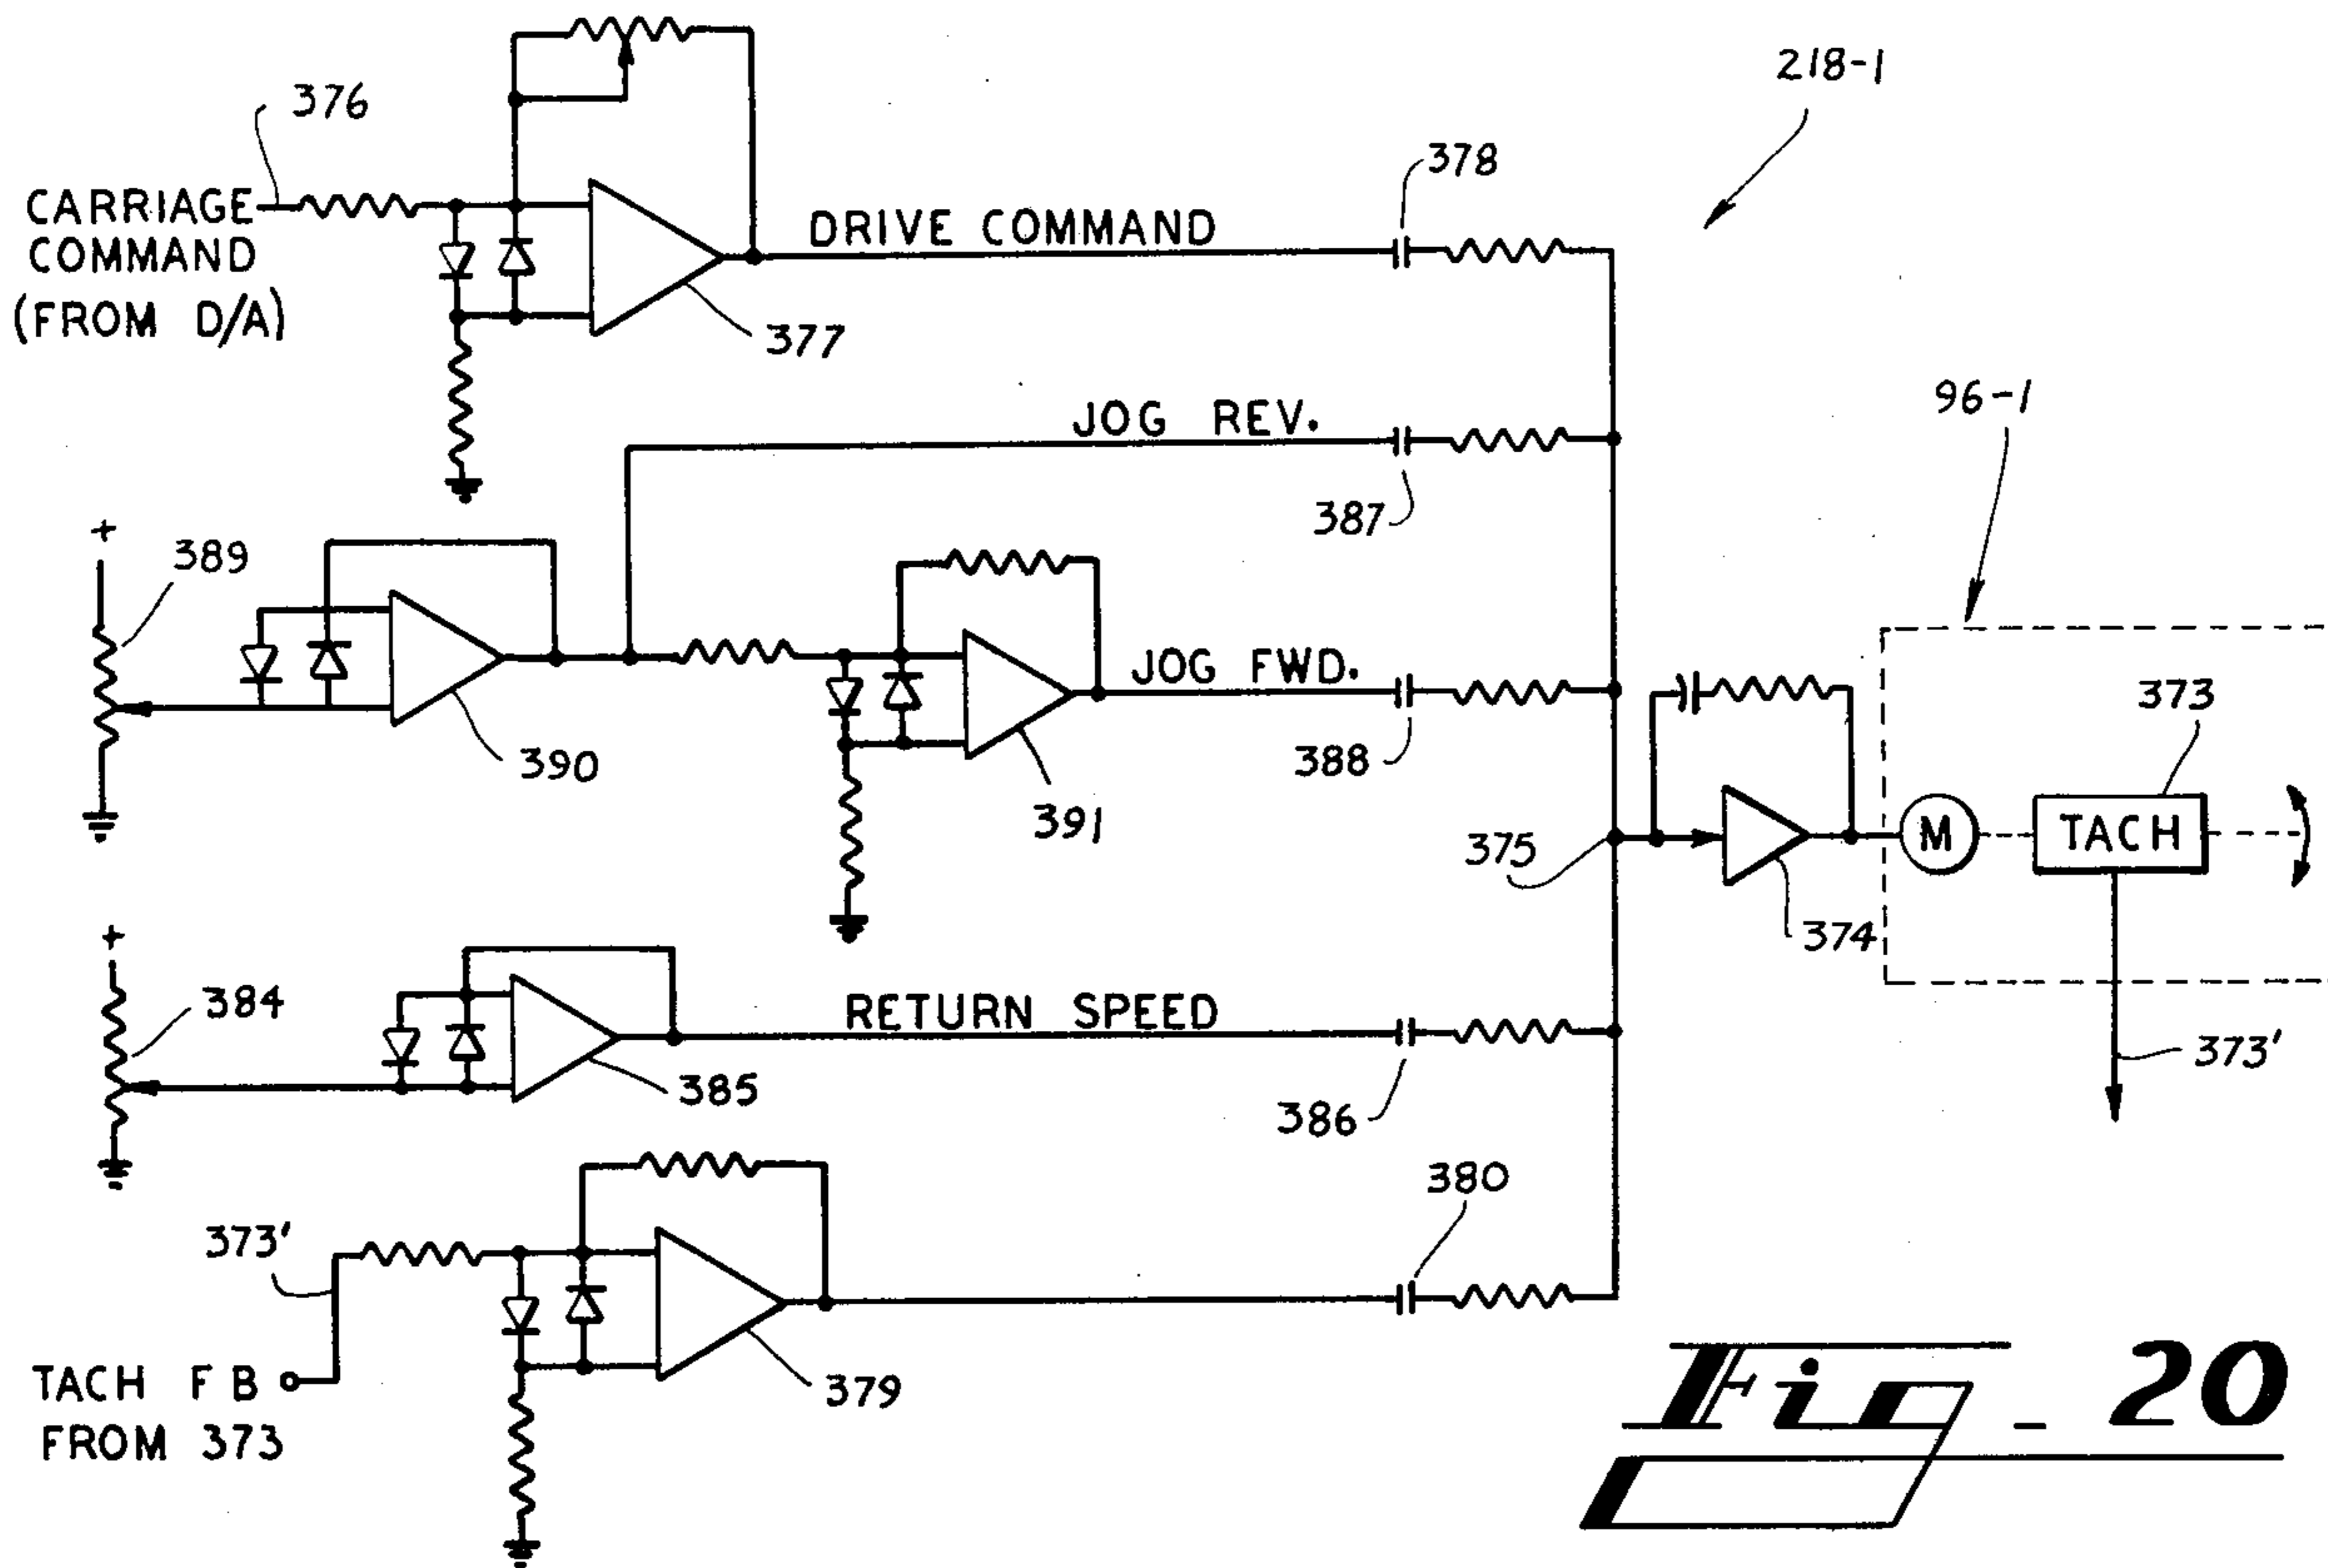 218-1
376
CARRIAGE
COMMAND
(FROM D/A)
378
DRIVE COMMAND
377
96-1
JOG REV.
387
+
389
JOG FWD.
373
390
388
391
375
M
TACH
374
+
384
RETURN SPEED
385
386
373'
380
373'
TACH FB
FROM 373
379
Fig_20